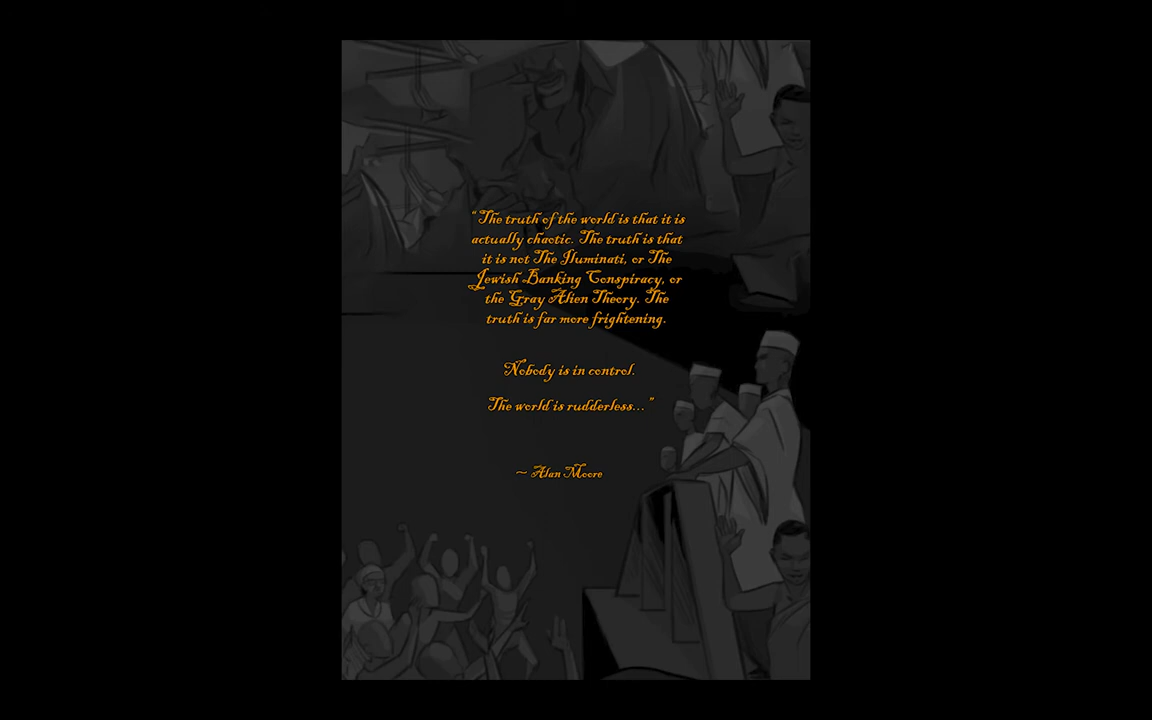 “The truth of the world is that it is
actually chaotic. The truth is that
it is not The Iluminati, or The
Jewish Banking Conspiracy, or
the Gray Alien Theory. The
truth is far more frightening.
Nobody is in control.
The world is rudderless...”
~ Alan Moore